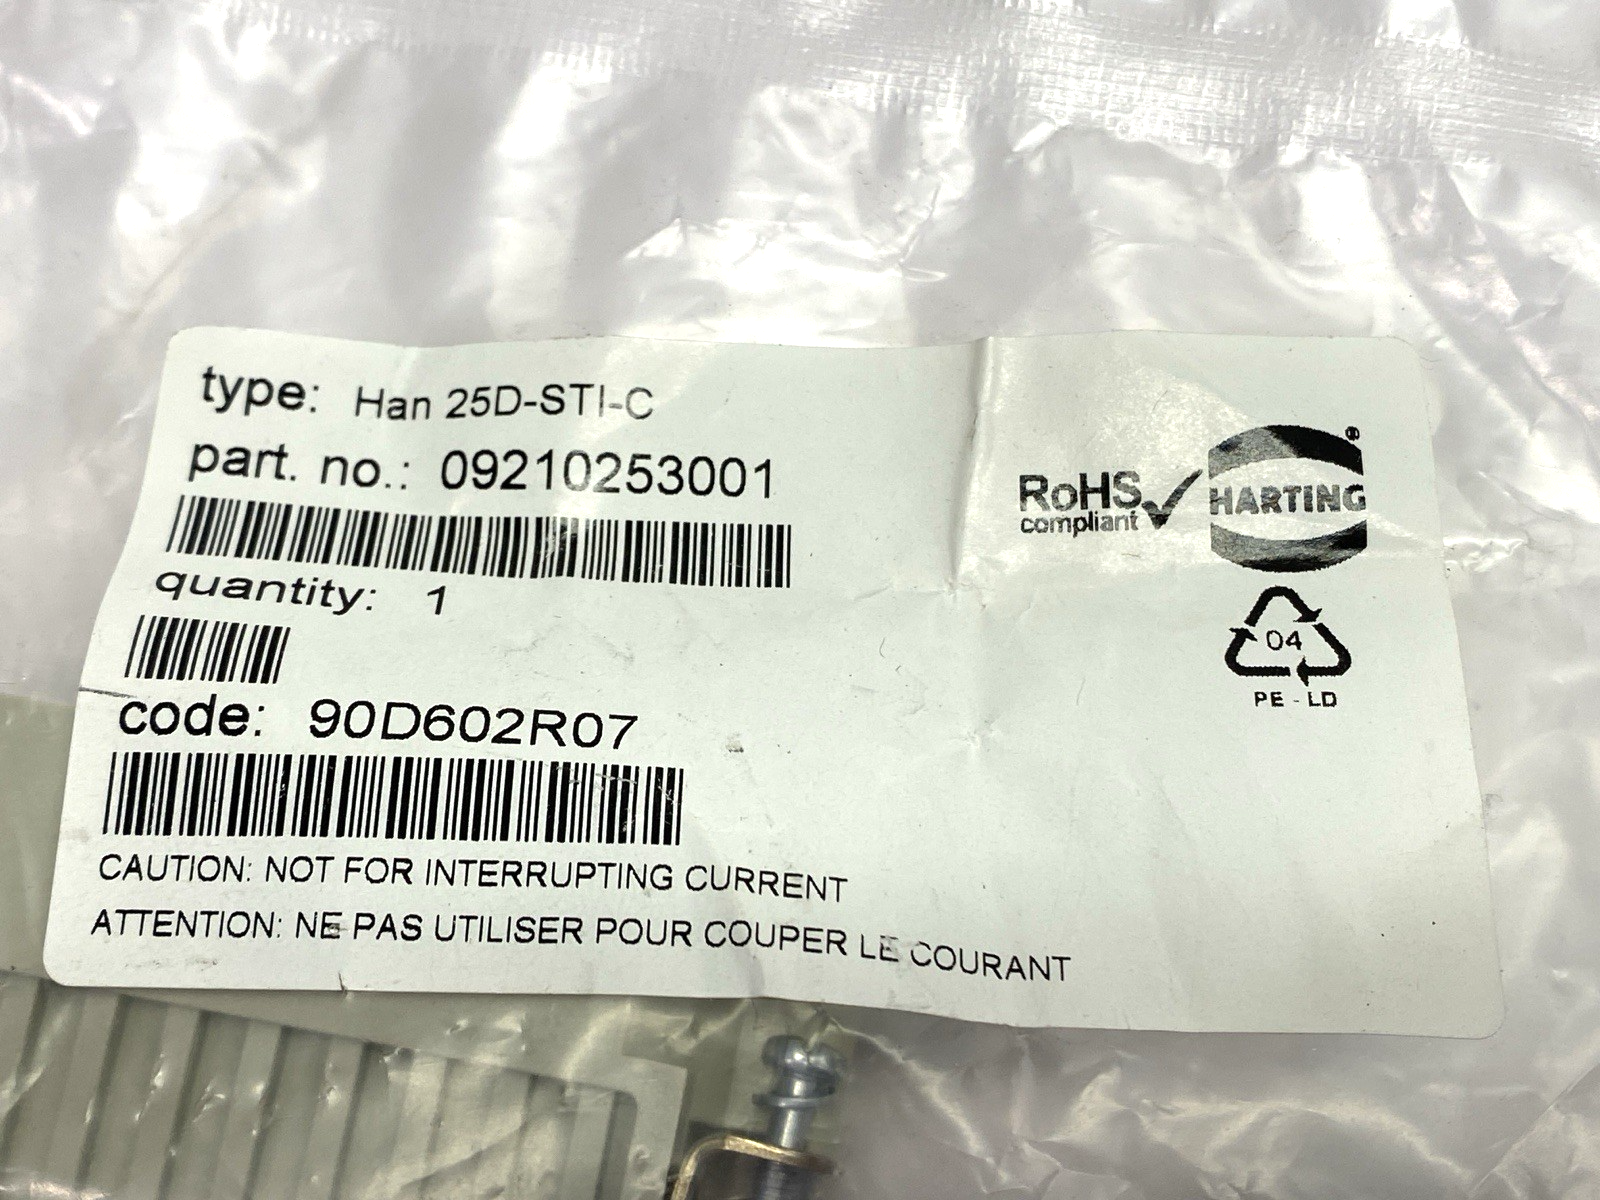 type: Han 25D-STI-C
part. no.: 09210253001
quantity: 1
code: 90D602R07
CAUTION: NOT FOR INTERRUPTING CURRENT
ATTENTION: NE PAS UTILISER POUR COUPER LE COURANT
RoHS
compliant
HARTING®
04
PE - LD